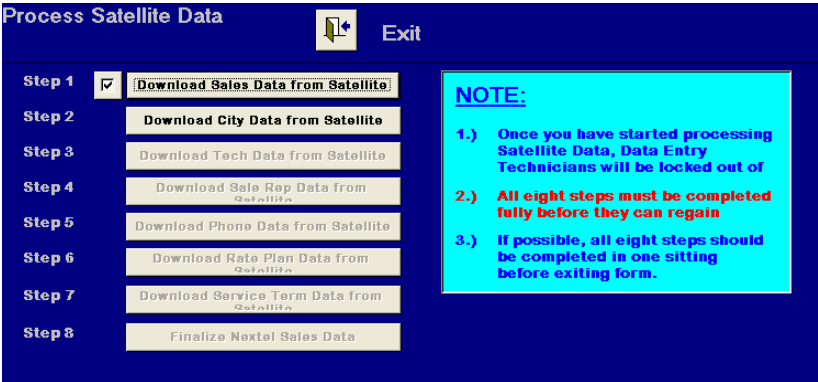 Process Satellite Data
Exit
Step 1
Download Sales Data from Satellite
Step 2
Download City Data from Satellite
Step 3
Download Tech Data from Satellite
Step 4
Download Sale Rep Data from
Satellite
Step 5
Download Phone Data from Satellite
Step 6
Download Rate Plan Data from
Satellite
Step 7
Download Service Term Data from
Satellite
Step 8
Finalize Nextel Sales Data
NOTE:
1.) Once you have started processing
Satellite Data, Data Entry
Technicians will be locked out of
2.) All eight steps must be completed
fully before they can regain
3.) If possible, all eight steps should
be completed in one sitting
before exiting form.